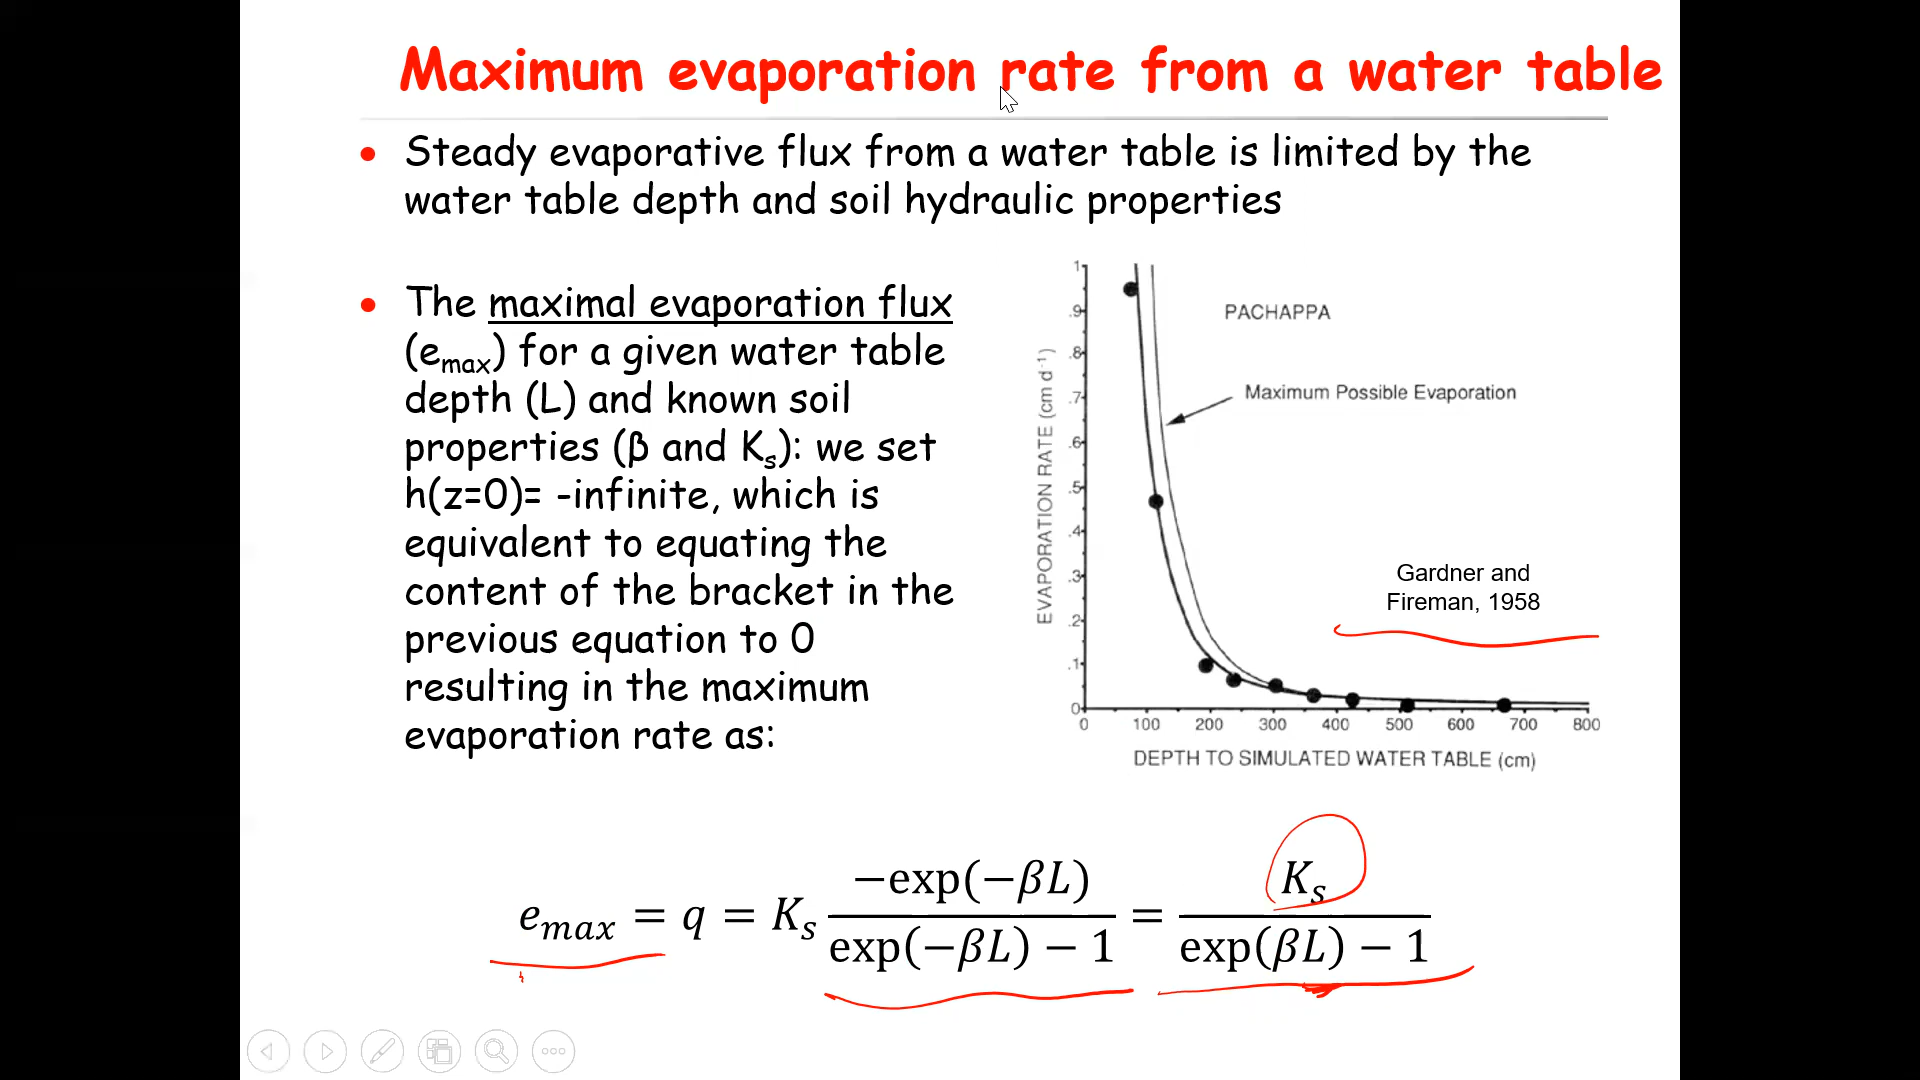 Maximum evaporation rate from a water table
• Steady evaporative flux from a water table is limited by the
water table depth and soil hydraulic properties
• The maximal evaporation flux
(e_max) for a given water table
depth (L) and known soil
properties (β and K_s): we set
h(z=0)= -infinite, which is
equivalent to equating the
content of the bracket in the
previous equation to 0
resulting in the maximum
evaporation rate as:
PACHAPPA
Maximum Possible Evaporation
Gardner and
Fireman, 1958
EVAPORATION RATE (cm d⁻¹)
1
.9
.8
.7
.6
.5
.4
.3
.2
.1
0
0 100 200 300 400 500 600 700 800
DEPTH TO SIMULATED WATER TABLE (cm)
e_max = q = K_s (−exp(−βL))/(exp(−βL) − 1) = K_s/(exp(βL) − 1)